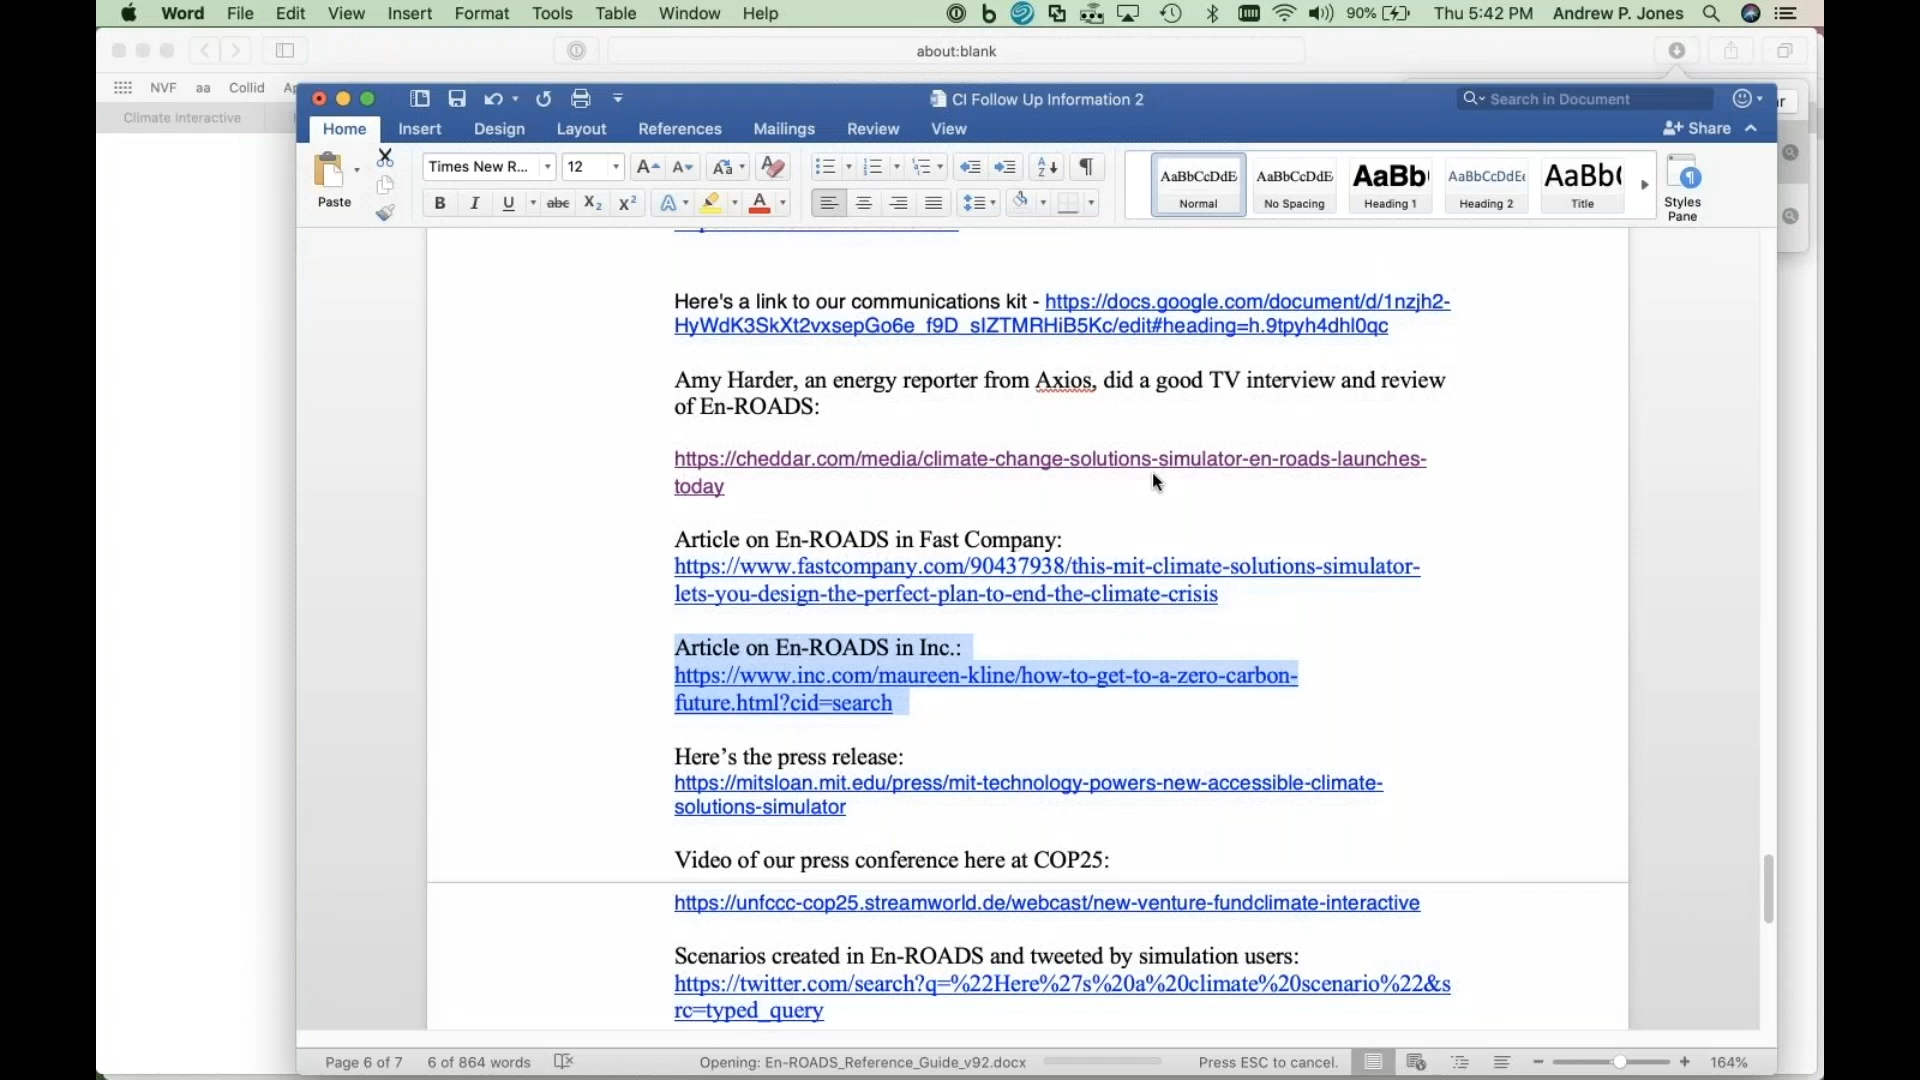 Word File Edit View Insert Format Tools Table Window Help 90% Thu 5:42 PM Andrew P. Jones
about:blank
NVF aa Collid
Climate Interactive
CI Follow Up Information 2
Search in Document
Home Insert Design Layout References Mailings Review View Share
Paste
Times New R... 12
B I U abc X2 X2 A
AaBbCcDdE AaBbCcDdE AaBb AaBbCcDdE AaBb(
Normal No Spacing Heading 1 Heading 2 Title
Styles
Pane
Here's a link to our communications kit - https://docs.google.com/document/d/1nzjh2-
HyWdK3SkXt2vxsepGo6e_f9D_sIZTMRHiB5Kc/edit#heading=h.9tpyh4dhl0qc
Amy Harder, an energy reporter from Axios, did a good TV interview and review
of En-ROADS:
https://cheddar.com/media/climate-change-solutions-simulator-en-roads-launches-
today
Article on En-ROADS in Fast Company:
https://www.fastcompany.com/90437938/this-mit-climate-solutions-simulator-
lets-you-design-the-perfect-plan-to-end-the-climate-crisis
Article on En-ROADS in Inc.:
https://www.inc.com/maureen-kline/how-to-get-to-a-zero-carbon-
future.html?cid=search
Here’s the press release:
https://mitsloan.mit.edu/press/mit-technology-powers-new-accessible-climate-
solutions-simulator
Video of our press conference here at COP25:
https://unfccc-cop25.streamworld.de/webcast/new-venture-fundclimate-interactive
Scenarios created in En-ROADS and tweeted by simulation users:
https://twitter.com/search?q=%22Here%27s%20a%20climate%20scenario%22&s
rc=typed_query
Page 6 of 7 6 of 864 words Opening: En-ROADS_Reference_Guide_v92.docx Press ESC to cancel. 164%